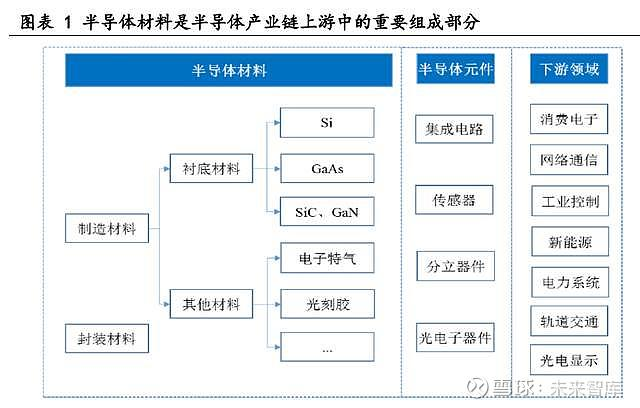 图表 1 半导体材料是半导体产业链上游中的重要组成部分
半导体材料
半导体元件
下游领域
制造材料
封装材料
衬底材料
其他材料
Si
GaAs
SiC、GaN
电子特气
光刻胶
...
集成电路
传感器
分立器件
光电子器件
消费电子
网络通信
工业控制
新能源
电力系统
轨道交通
光电显示
雪球：未来智库